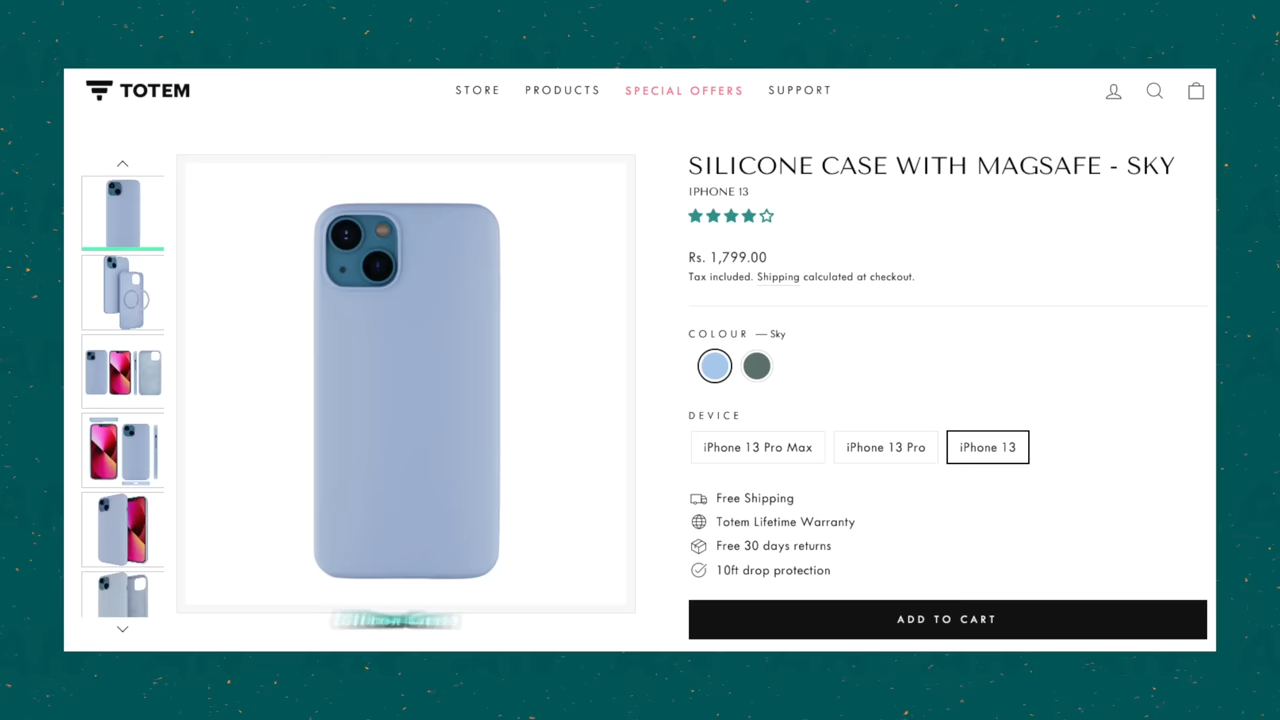 TOTEM
STORE PRODUCTS SPECIAL OFFERS SUPPORT
SILICONE CASE WITH MAGSAFE - SKY
IPHONE 13
Rs. 1,799.00
Tax included. Shipping calculated at checkout.
COLOUR — Sky
DEVICE
iPhone 13 Pro Max iPhone 13 Pro iPhone 13
Free Shipping
Totem Lifetime Warranty
Free 30 days returns
10ft drop protection
ADD TO CART